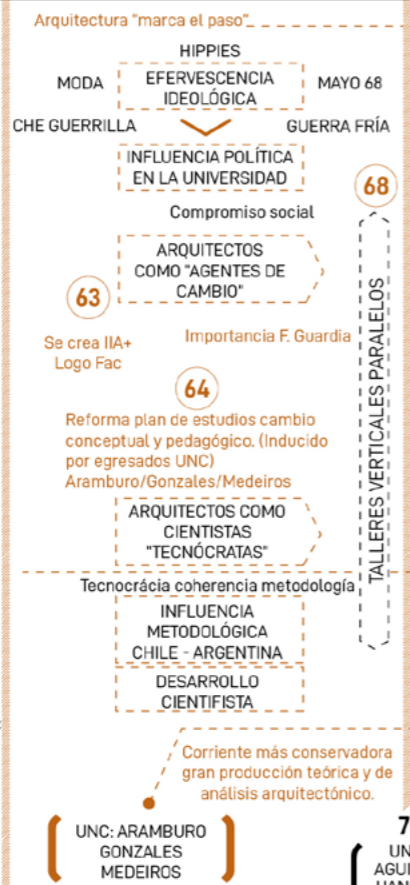 Arquitectura "marca el paso"
HIPPIES
MODA
EFERVESCENCIA
IDEOLÓGICA
MAYO 68
CHE GUERRILLA
GUERRA FRÍA
INFLUENCIA POLÍTICA
EN LA UNIVERSIDAD
68
Compromiso social
ARQUITECTOS
COMO "AGENTES DE
CAMBIO"
63
Se crea IIA+
Logo Fac
Importancia F. Guardia
TALLERES VERTICALES PARALELOS
64
Reforma plan de estudios cambio
conceptual y pedagógico. (Inducido
por egresados UNC)
Aramburo/Gonzales/Medeiros
ARQUITECTOS COMO
CIENTISTAS
"TECNÓCRATAS"
Tecnocrácia coherencia metodología
INFLUENCIA
METODOLÓGICA
CHILE - ARGENTINA
DESARROLLO
CIENTIFISTA
Corriente más conservadora
gran producción teórica y de
análisis arquitectónico.
UNC: ARAMBURO
GONZALES
MEDEIROS
7
UN